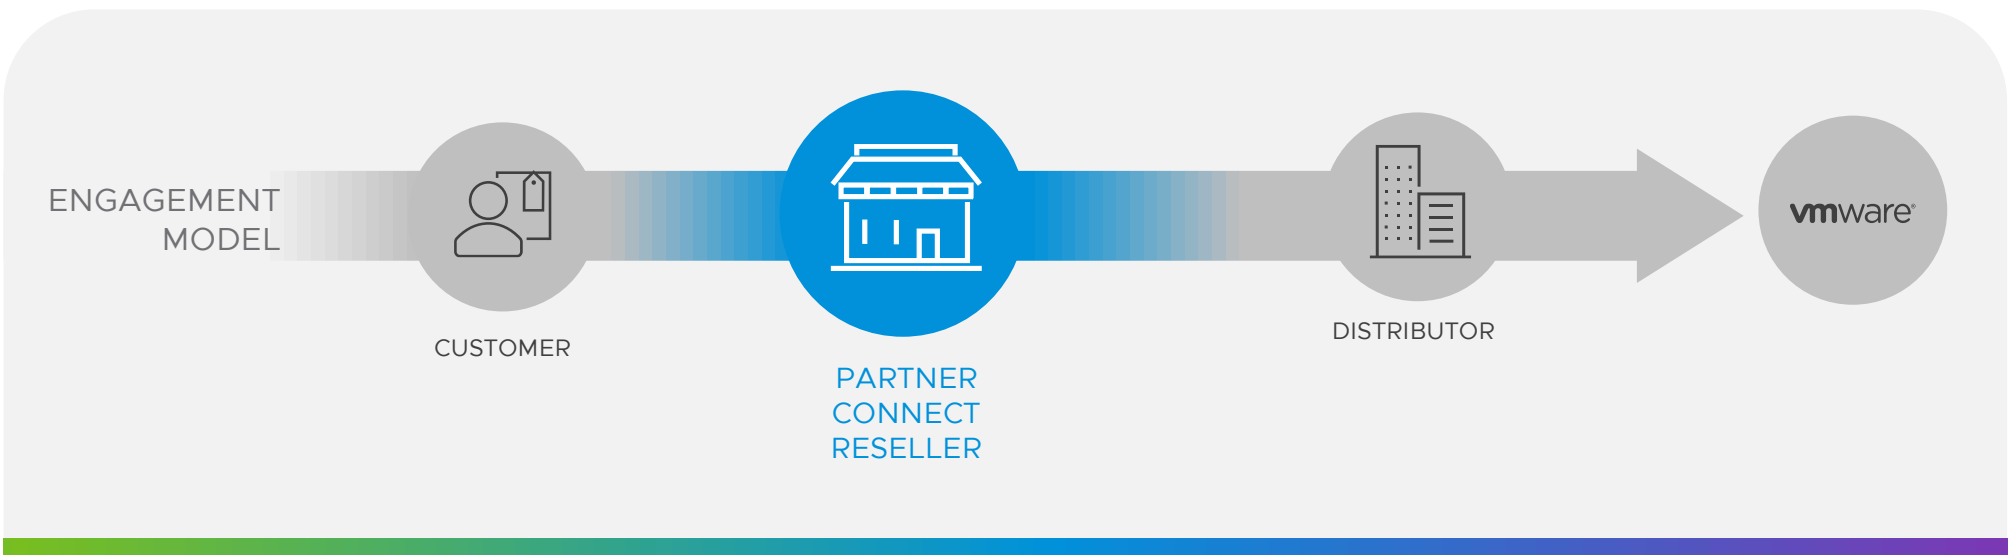 ENGAGEMENT
MODEL
CUSTOMER
PARTNER
CONNECT
RESELLER
DISTRIBUTOR
vmware®